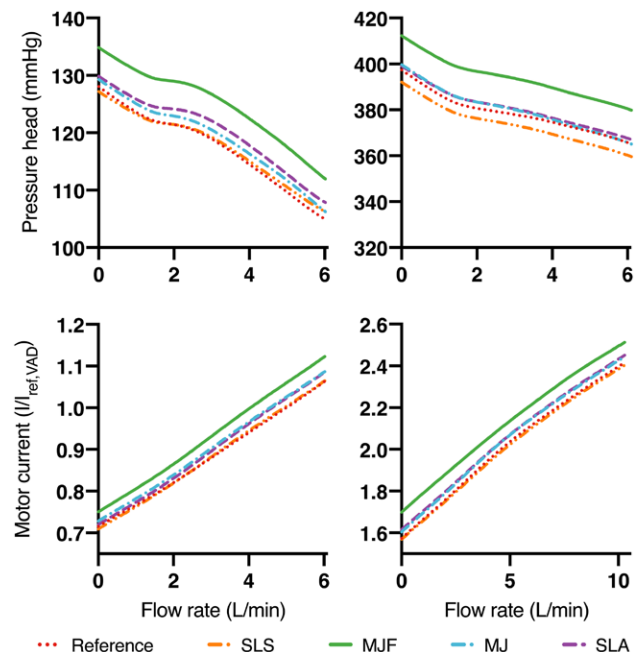 Pressure head (mmHg)
140
130
120
110
100
0 2 4 6
420
400
380
360
340
320
0 2 4 6
Motor current (I/I_ref,VAD)
1.2
1.1
1.0
0.9
0.8
0.7
0 2 4 6
Flow rate (L/min)
2.6
2.4
2.2
2.0
1.8
1.6
0 5 10
Flow rate (L/min)
Reference SLS MJF MJ SLA